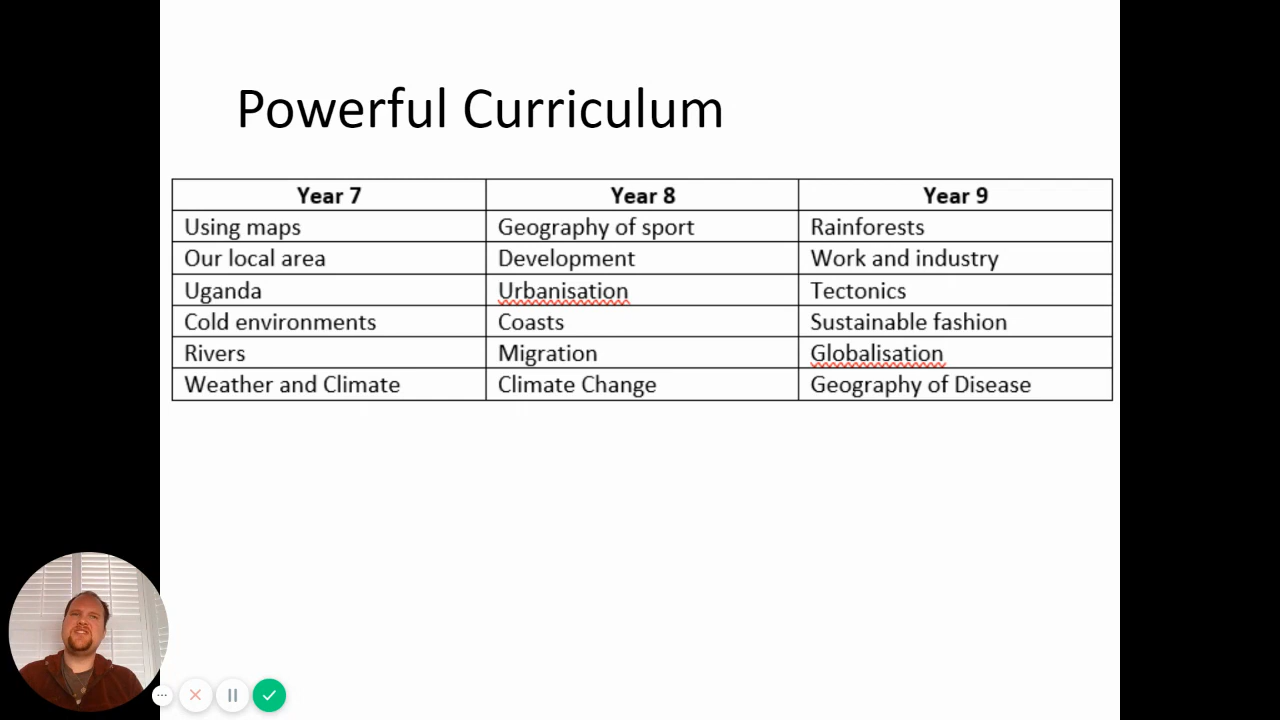 Powerful Curriculum
Year 7 Year 8 Year 9
Using maps Geography of sport Rainforests
Our local area Development Work and industry
Uganda Urbanisation Tectonics
Cold environments Coasts Sustainable fashion
Rivers Migration Globalisation
Weather and Climate Climate Change Geography of Disease